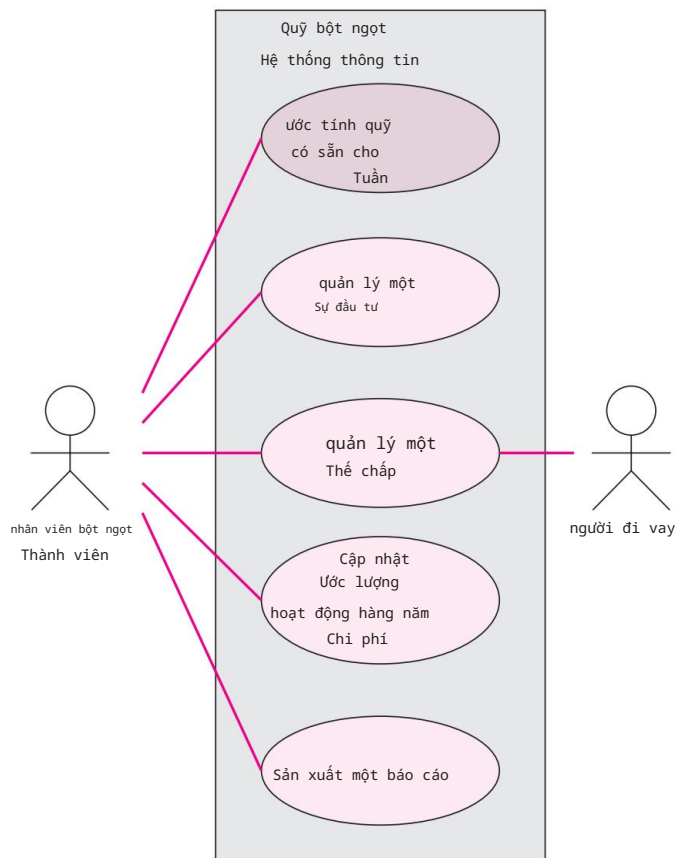 Quỹ bột ngọt
Hệ thống thông tin
ước tính quỹ
có sẵn cho
Tuần
quản lý một
Sự đầu tư
quản lý một
Thế chấp
nhân viên bột ngọt
Thành viên
người đi vay
Cập nhật
Ước lượng
hoạt động hàng năm
Chi phí
Sản xuất một báo cáo